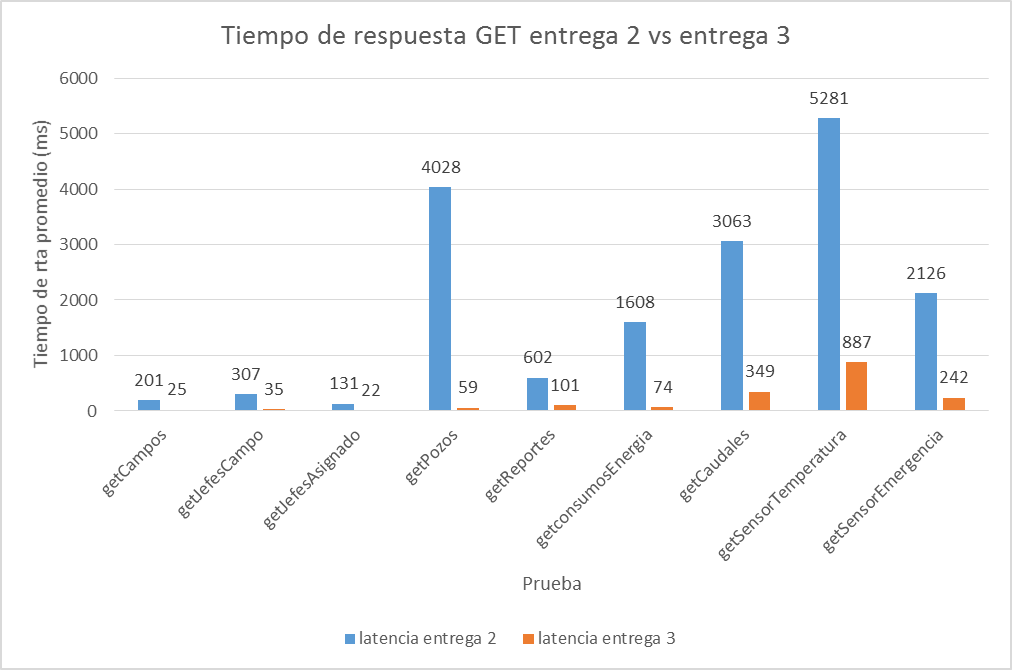 Tiempo de respuesta GET entrega 2 vs entrega 3
Tiempo de rta promedio (ms)
6000
5000
4000
3000
2000
1000
0
201
25
307
35
131
22
4028
59
602
101
1608
74
3063
349
5281
887
2126
242
getCampos
getJefesCampo
getJefesAsignado
getPozos
getReportes
getconsumosEnergia
getCaudales
getSensorTemperatura
getSensorEmergencia
Prueba
latencia entrega 2
latencia entrega 3